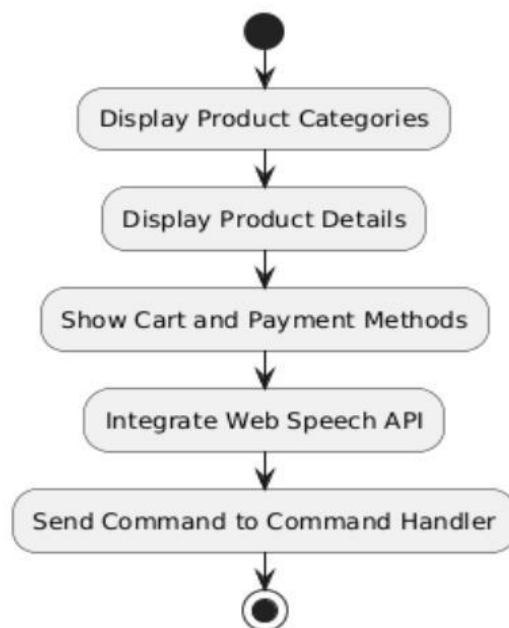 Display Product Categories
Display Product Details
Show Cart and Payment Methods
Integrate Web Speech API
Send Command to Command Handler